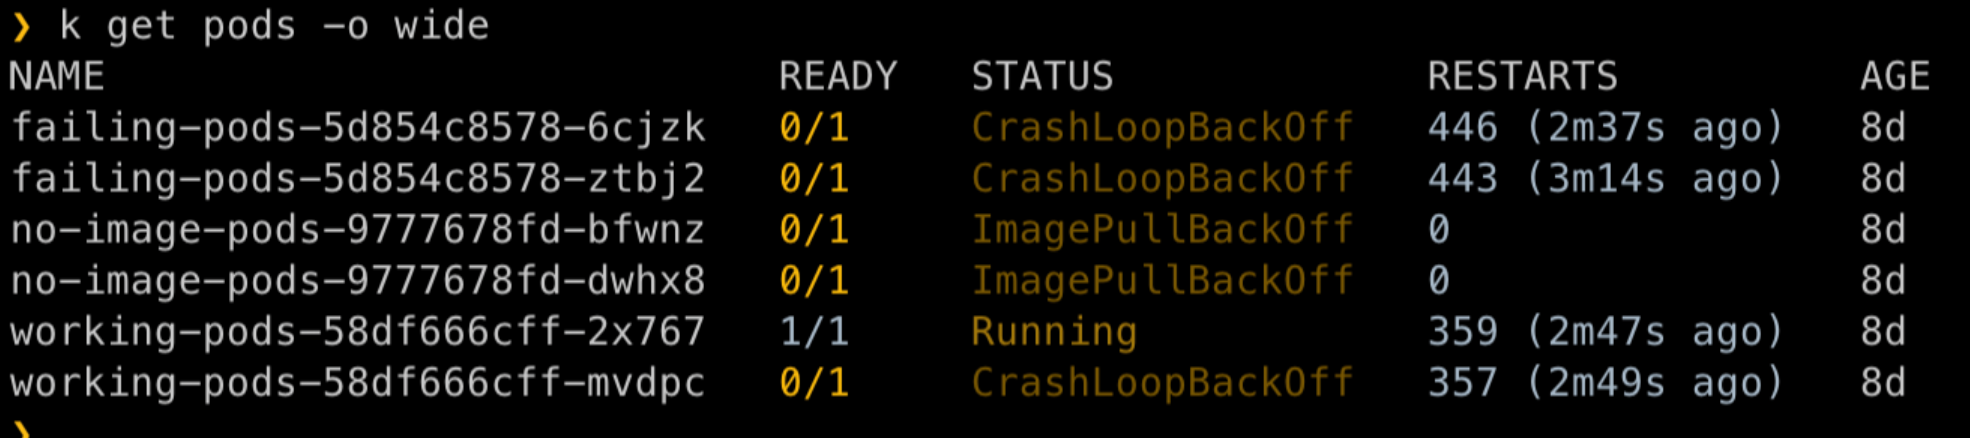 ❯ k get pods -o wide
NAME READY STATUS RESTARTS AGE
failing-pods-5d854c8578-6cjzk 0/1 CrashLoopBackOff 446 (2m37s ago) 8d
failing-pods-5d854c8578-ztbj2 0/1 CrashLoopBackOff 443 (3m14s ago) 8d
no-image-pods-9777678fd-bfwnz 0/1 ImagePullBackOff 0 8d
no-image-pods-9777678fd-dwhx8 0/1 ImagePullBackOff 0 8d
working-pods-58df666cff-2x767 1/1 Running 359 (2m47s ago) 8d
working-pods-58df666cff-mvdpc 0/1 CrashLoopBackOff 357 (2m49s ago) 8d
❯